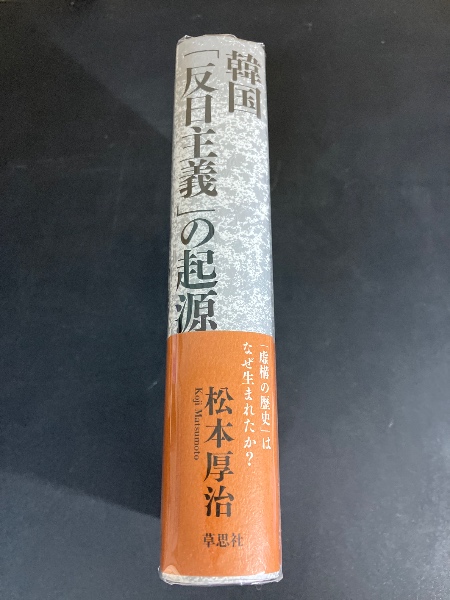 韓国
「反日主義」の起源
「虚構の歴史」は
なぜ生まれたか?
松本厚治
Koji Matsumoto
草思社